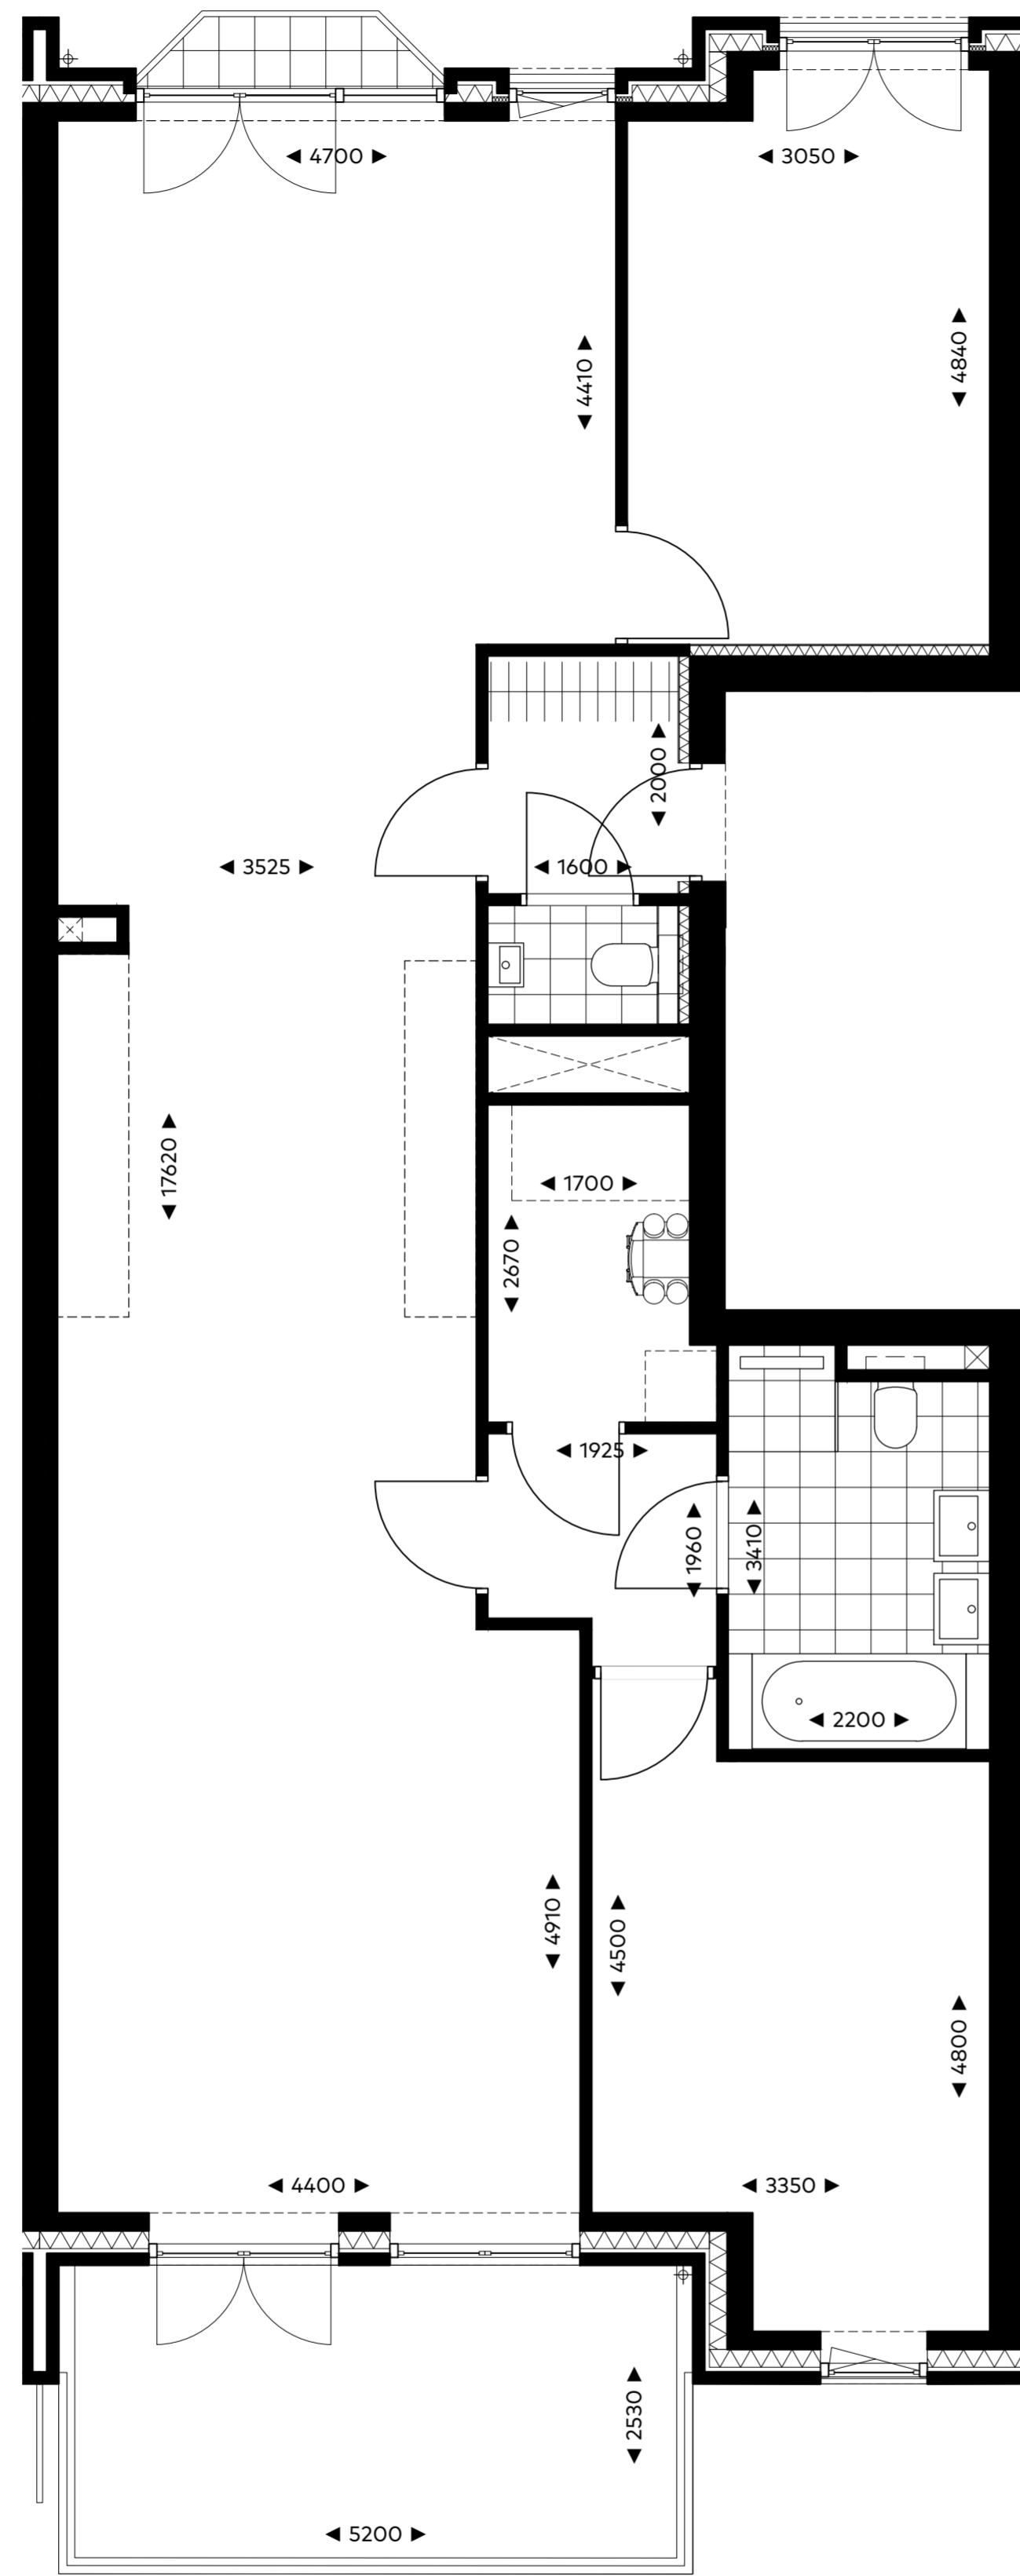 ◄ 4700 ►
◄ 3050 ►
◄ 4840 ►
◄ 4410 ►
◄ 2000 ►
◄ 3525 ►
◄ 1600 ►
◄ 17620 ►
◄ 1700 ►
◄ 2670 ►
◄ 1925 ►
◄ 1960 ►
◄ 3410 ►
◄ 2200 ►
◄ 4910 ►
◄ 4500 ►
◄ 4800 ►
◄ 4400 ►
◄ 3350 ►
◄ 2530 ►
◄ 5200 ►